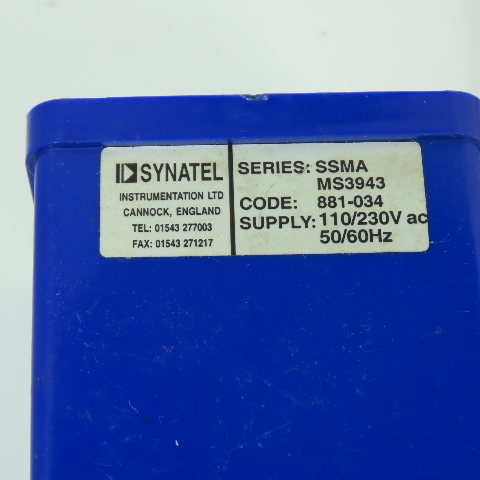 SYNATEL
INSTRUMENTATION LTD
CANNOCK, ENGLAND
TEL: 01543 277003
FAX: 01543 271217
SERIES: SSMA
MS3943
CODE: 881-034
SUPPLY: 110/230V ac
50/60Hz